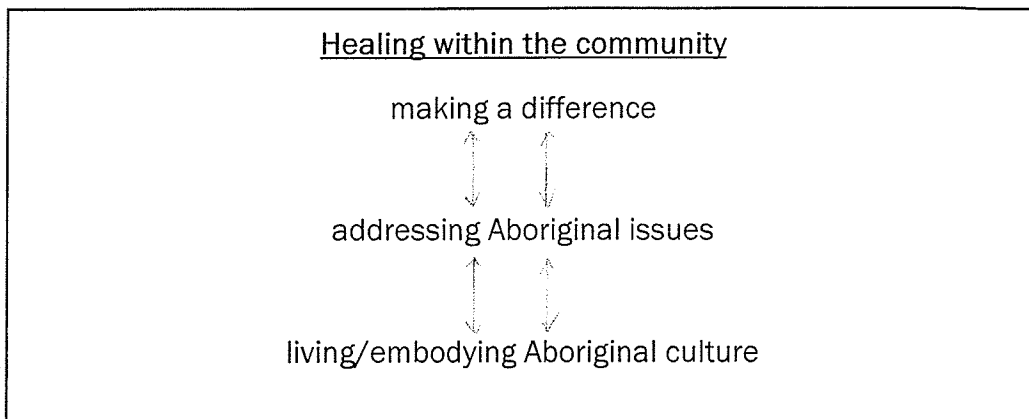 Healing within the community
making a difference
addressing Aboriginal issues
living/embodying Aboriginal culture